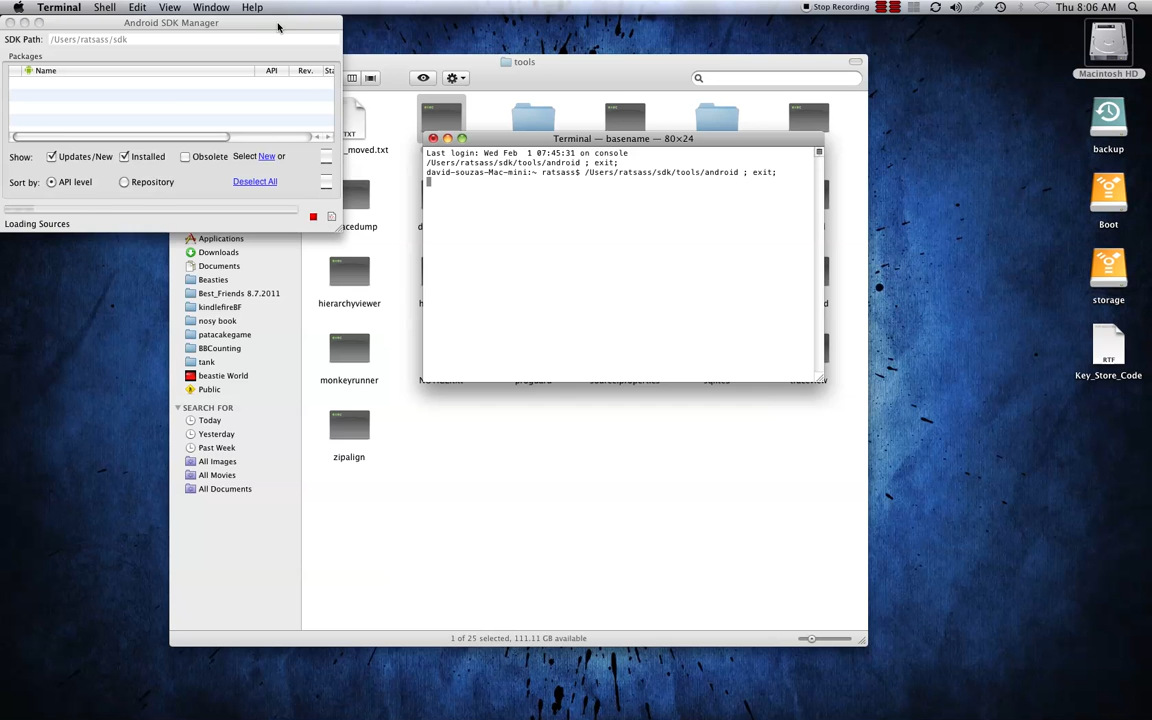 Terminal Shell Edit View Window Help
Stop Recording
Thu 8:06 AM
Android SDK Manager
SDK Path: /Users/ratsass/sdk
Packages
Name API Rev. Sta
Show: Updates/New Installed Obsolete Select New or
Sort by: API level Repository Deselect All
Loading Sources
tools
TXT
_moved.txt
exec
Terminal — basename — 80×24
Last login: Wed Feb  1 07:45:31 on console
/Users/ratsass/sdk/tools/android ; exit;
david-souzas-Mac-mini:~ ratsass$ /Users/ratsass/sdk/tools/android ; exit;
acedump
hierarchyviewer
monkeyrunner
zipalign
Applications
Downloads
Documents
Beasties
Best_Friends 8.7.2011
kindlefireBF
nosy book
patacakegame
BBCounting
tank
beastie World
Public
SEARCH FOR
Today
Yesterday
Past Week
All Images
All Movies
All Documents
1 of 25 selected, 111.11 GB available
Macintosh HD
backup
Boot
storage
RTF
Key_Store_Code